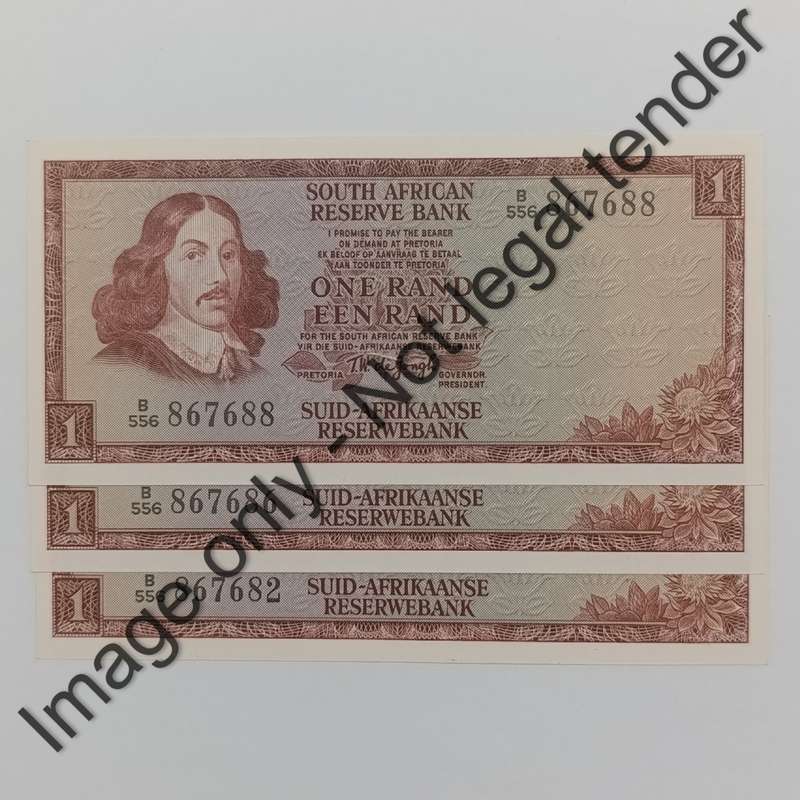 SOUTH AFRICAN
RESERVE BANK
B
556 867688
1
I PROMISE TO PAY THE BEARER
ON DEMAND AT PRETORIA
EK BELOOF OP AANVRAAG TE BETAAL
AAN TOONDER TE PRETORIA
ONE RAND
EEN RAND
FOR THE SOUTH AFRICAN RESERVE BANK
VIR DIE SUID-AFRIKAANSE RESERWEBANK
T.W. de Jongh
PRETORIA
GOVERNOR.
PRESIDENT.
1
B
556 867688
SUID-AFRIKAANSE
RESERWEBANK
1
B
556 867686
SUID-AFRIKAANSE
RESERWEBANK
1
B
556 867682
SUID-AFRIKAANSE
RESERWEBANK
Image only - Not legal tender